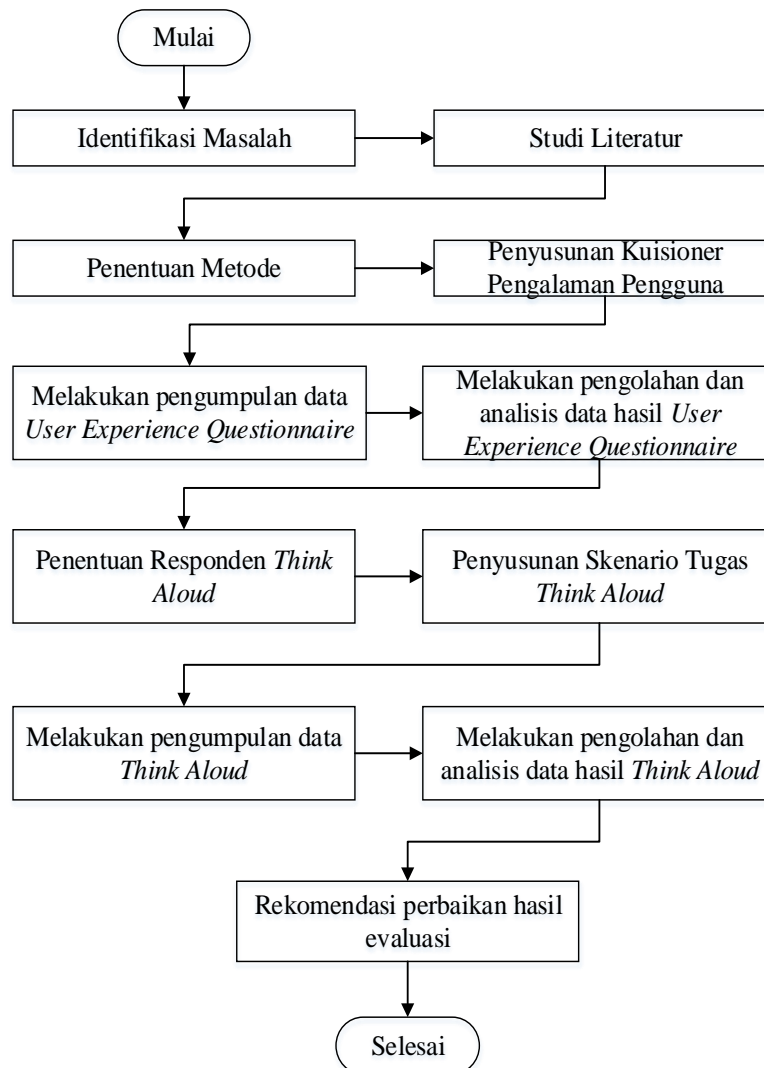 Mulai
Identifikasi Masalah
Studi Literatur
Penentuan Metode
Penyusunan Kuisioner
Pengalaman Pengguna
Melakukan pengumpulan data
User Experience Questionnaire
Melakukan pengolahan dan
analisis data hasil User
Experience Questionnaire
Penentuan Responden Think
Aloud
Penyusunan Skenario Tugas
Think Aloud
Melakukan pengumpulan data
Think Aloud
Melakukan pengolahan dan
analisis data hasil Think Aloud
Rekomendasi perbaikan hasil
evaluasi
Selesai